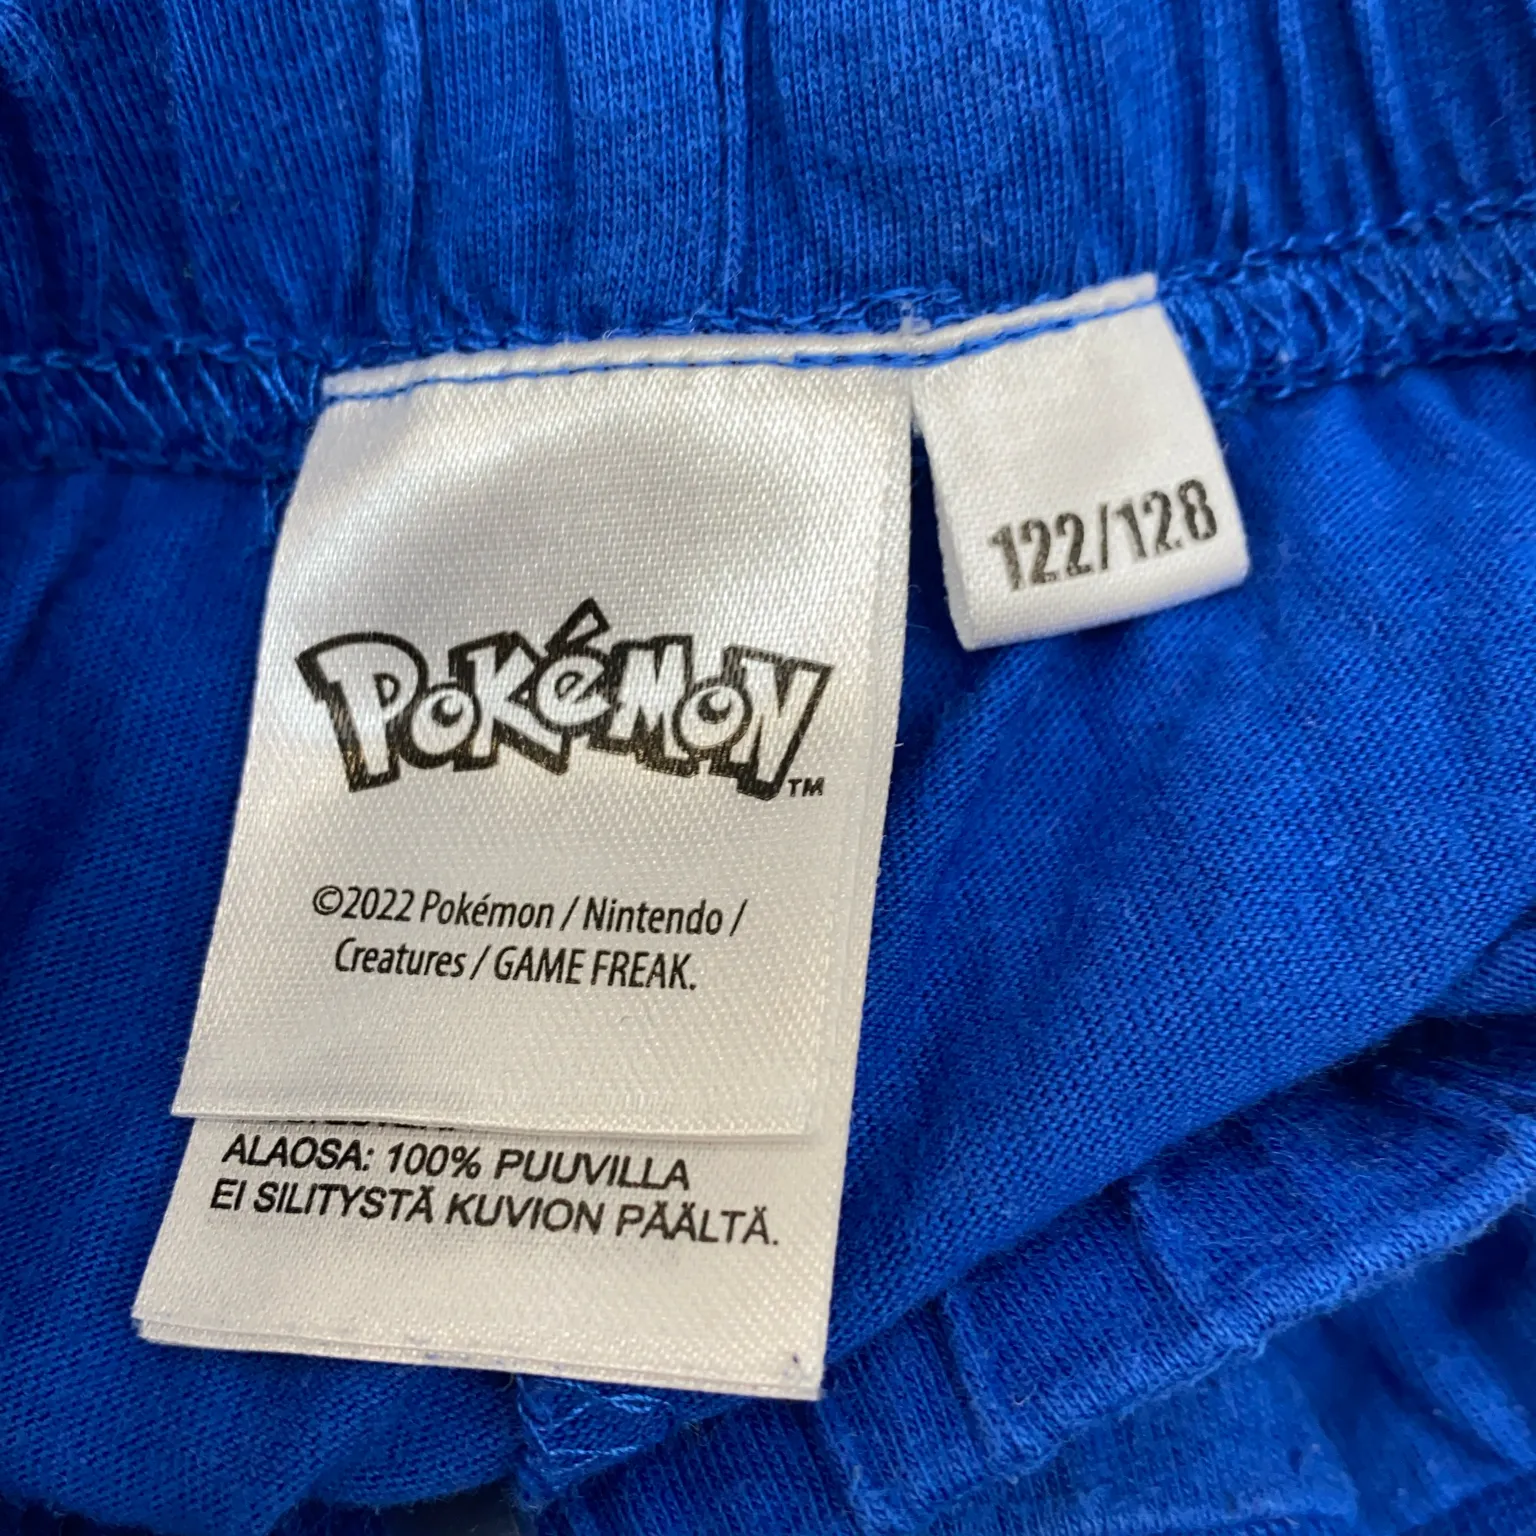 122/128
POKéMON™
©2022 Pokémon / Nintendo /
Creatures / GAME FREAK.
ALAOSA: 100% PUUVILLA
EI SILITYSTÄ KUVION PÄÄLTÄ.